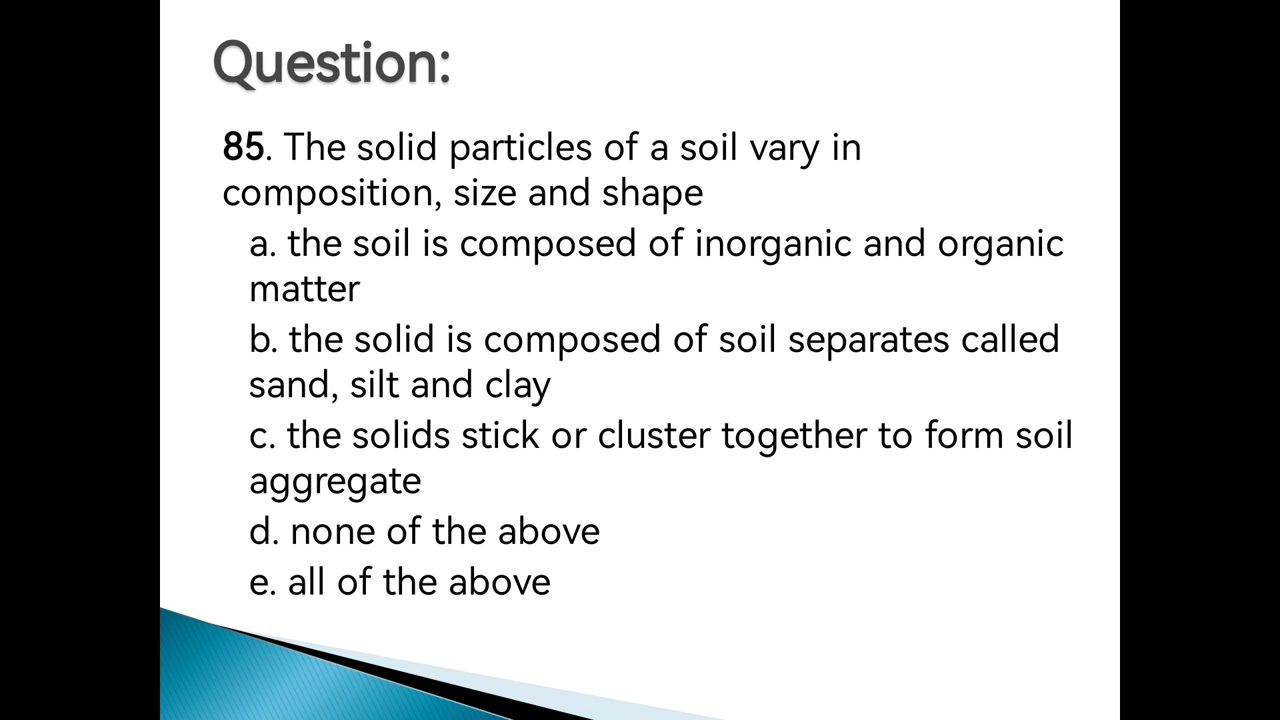 Question:
85. The solid particles of a soil vary in
composition, size and shape
a. the soil is composed of inorganic and organic
matter
b. the solid is composed of soil separates called
sand, silt and clay
c. the solids stick or cluster together to form soil
aggregate
d. none of the above
e. all of the above